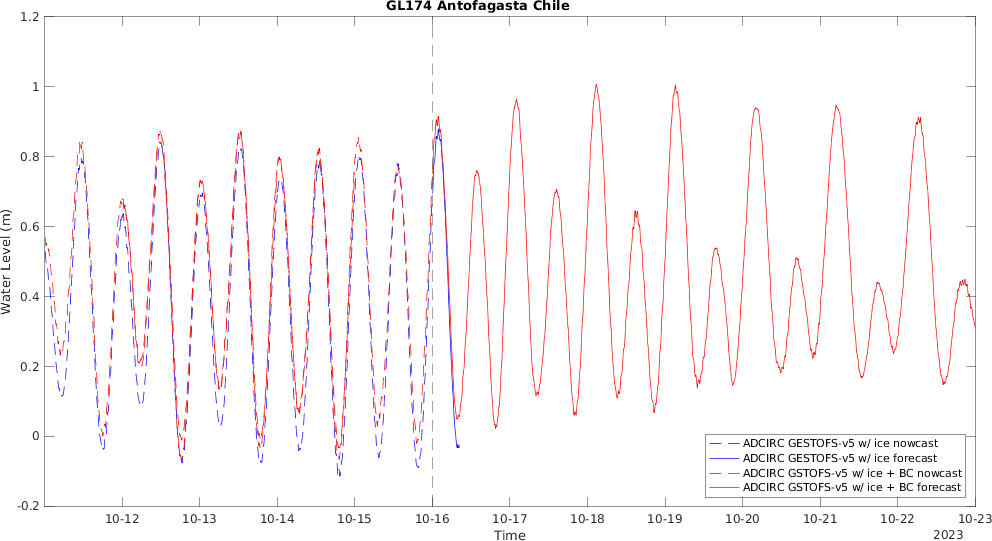 GL174 Antofagasta Chile
1.2
1
0.8
0.6
0.4
0.2
0
-0.2
Water Level (m)
10-12 10-13 10-14 10-15 10-16 10-17 10-18 10-19 10-20 10-21 10-22 10-23
Time
2023
ADCIRC GESTOFS-v5 w/ ice nowcast
ADCIRC GESTOFS-v5 w/ ice forecast
ADCIRC GSTOFS-v5 w/ ice + BC nowcast
ADCIRC GSTOFS-v5 w/ ice + BC forecast